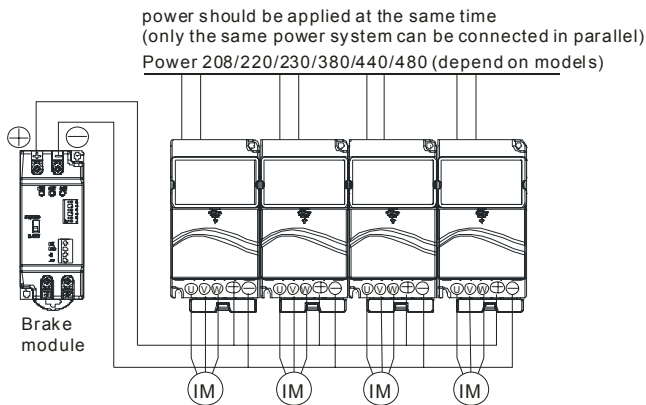 power should be applied at the same time
(only the same power system can be connected in parallel)
Power 208/220/230/380/440/480 (depend on models)
+ −
U V W + − U V W + − U V W + − U V W + −
Brake
module
IM IM IM IM